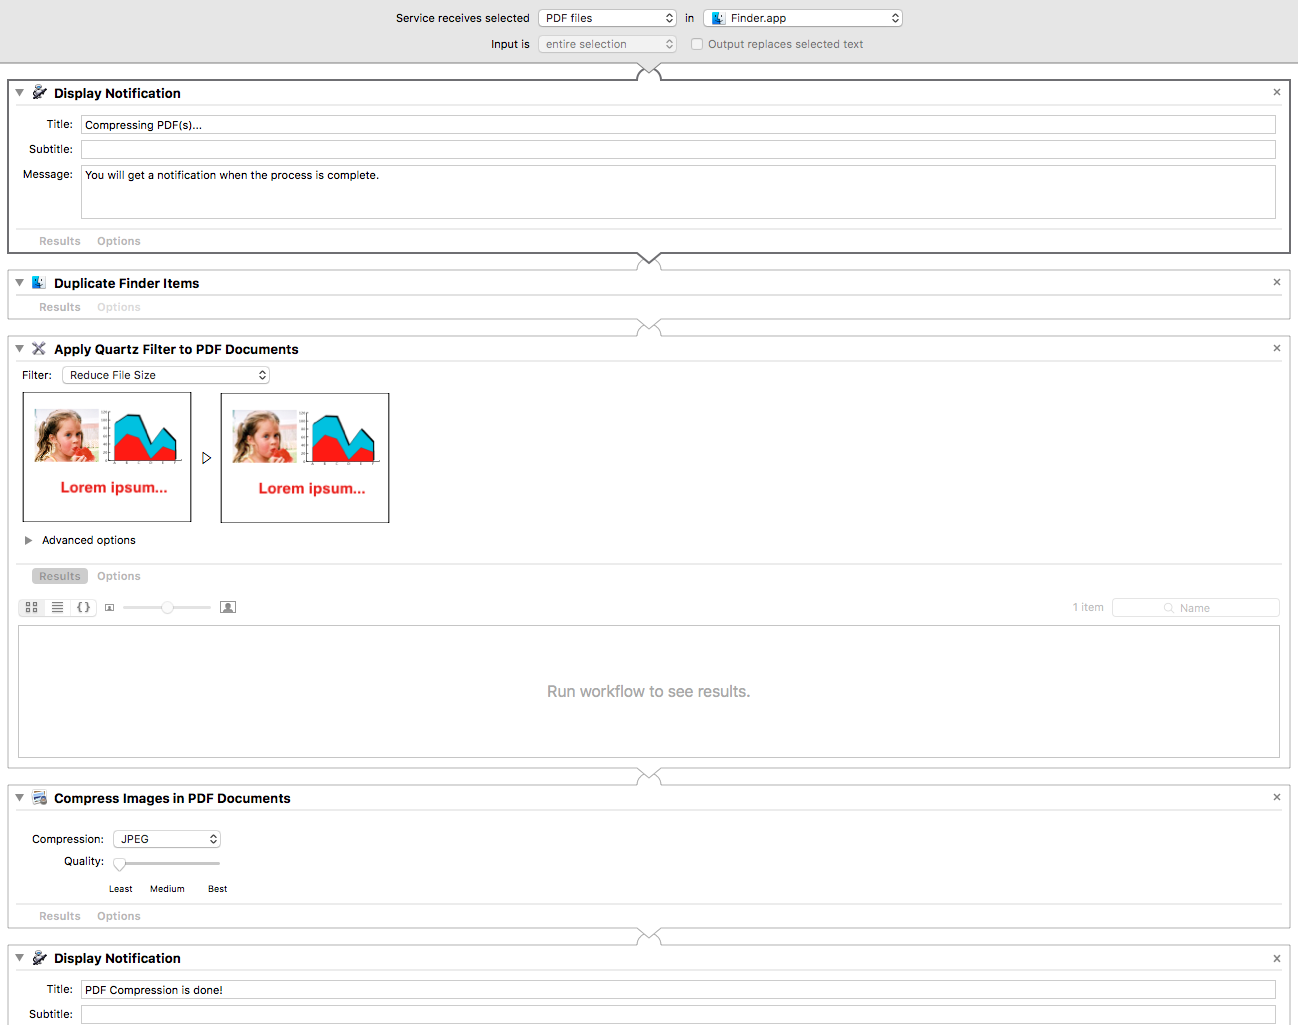 Service receives selected PDF files in Finder.app
Input is entire selection Output replaces selected text
Display Notification
Title: Compressing PDF(s)...
Subtitle:
Message: You will get a notification when the process is complete.
Results Options
Duplicate Finder Items
Results Options
Apply Quartz Filter to PDF Documents
Filter: Reduce File Size
Lorem ipsum... Lorem ipsum...
Advanced options
Results Options
1 item Name
Run workflow to see results.
Compress Images in PDF Documents
Compression: JPEG
Quality:
Least Medium Best
Results Options
Display Notification
Title: PDF Compression is done!
Subtitle: